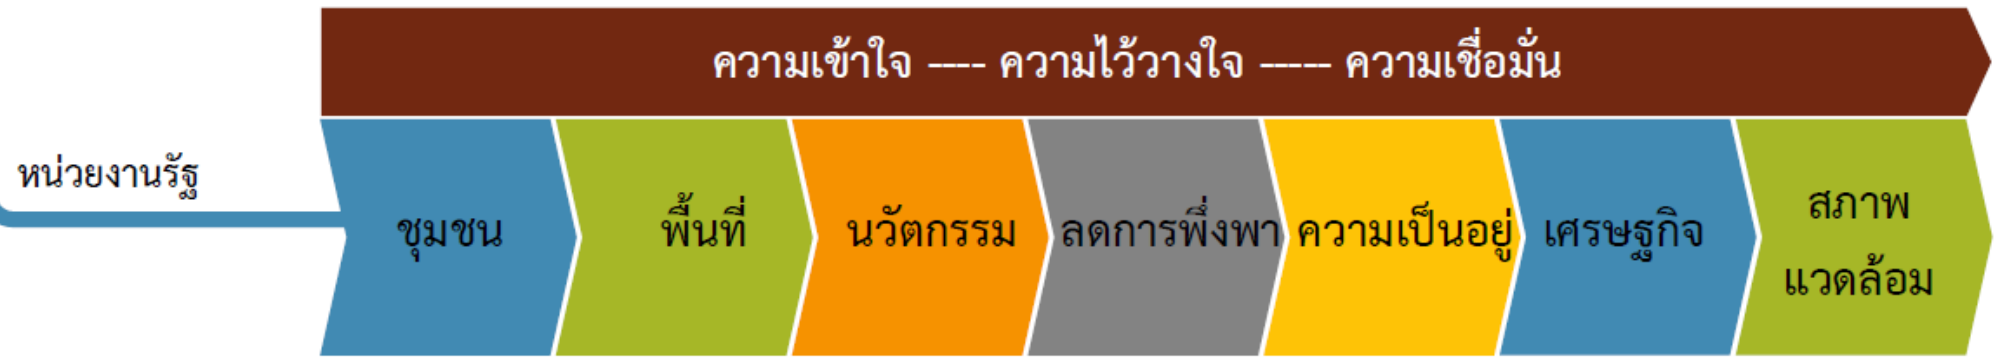 ความเข้าใจ ---- ความไว้วางใจ ----- ความเชื่อมั่น
หน่วยงานรัฐ
ชุมชน
พื้นที่
นวัตกรรม
ลดการพึ่งพา
ความเป็นอยู่
เศรษฐกิจ
สภาพ
แวดล้อม